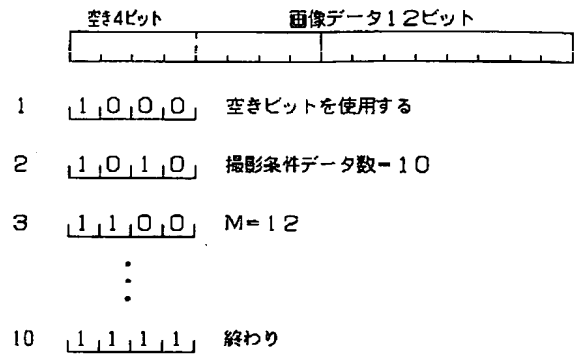 空き4ビット 画像データ12ビット
1 1 0 0 0 空きビットを使用する
2 1 0 1 0 撮影条件データ数=10
3 1 1 0 0 M=12
10 1 1 1 1 終わり